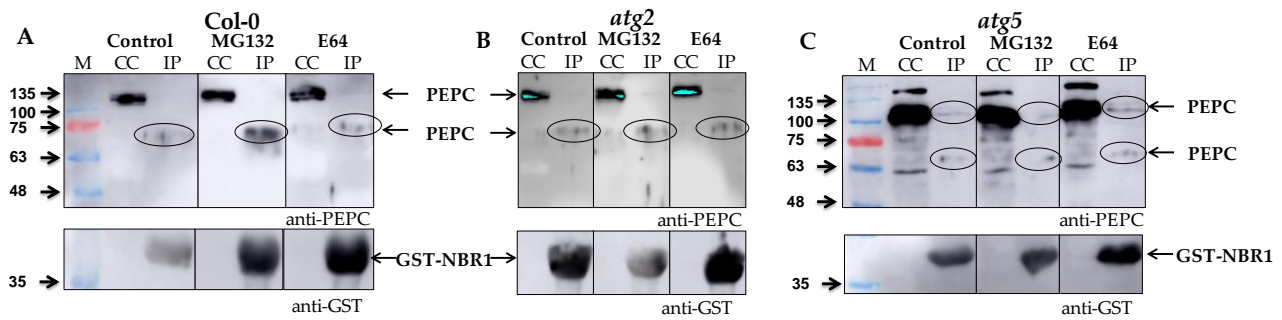 A
Col-0
Control MG132 E64
M CC IP CC IP CC IP
135
100
75
63
48
anti-PEPC
35
anti-GST
PEPC
PEPC
GST-NBR1
B
atg2
Control MG132 E64
CC IP CC IP CC IP
anti-PEPC
anti-GST
C
atg5
Control MG132 E64
M CC IP CC IP CC IP
135
100
75
63
48
PEPC
PEPC
anti-PEPC
35
GST-NBR1
anti-GST